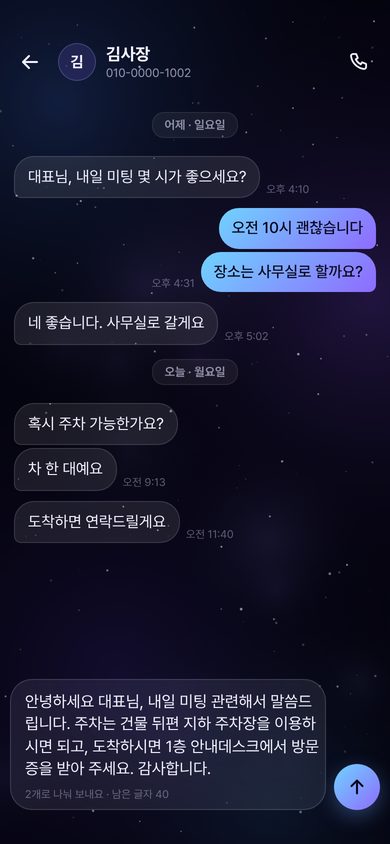 김
김사장
010-0000-1002
어제 · 일요일
대표님, 내일 미팅 몇 시가 좋으세요?
오후 4:10
오전 10시 괜찮습니다
장소는 사무실로 할까요?
오후 4:31
네 좋습니다. 사무실로 갈게요
오후 5:02
오늘 · 월요일
혹시 주차 가능한가요?
차 한 대예요
오전 9:13
도착하면 연락드릴게요
오전 11:40
안녕하세요 대표님, 내일 미팅 관련해서 말씀드
립니다. 주차는 건물 뒤편 지하 주차장을 이용하
시면 되고, 도착하시면 1층 안내데스크에서 방문
증을 받아 주세요. 감사합니다.
2개로 나눠 보내요 · 남은 글자 40